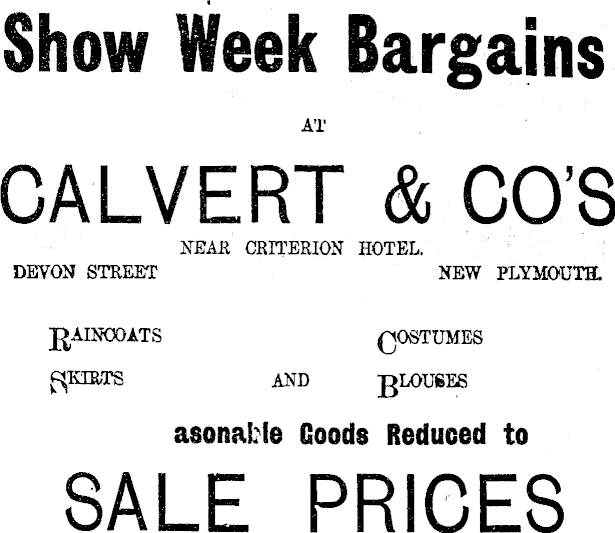 Show Week Bargains
AT
CALVERT & CO'S
NEAR CRITERION HOTEL.
DEVON STREET NEW PLYMOUTH.
RAINCOATS COSTUMES
SKIRTS AND BLOUSES
asonable Goods Reduced to
SALE PRICES